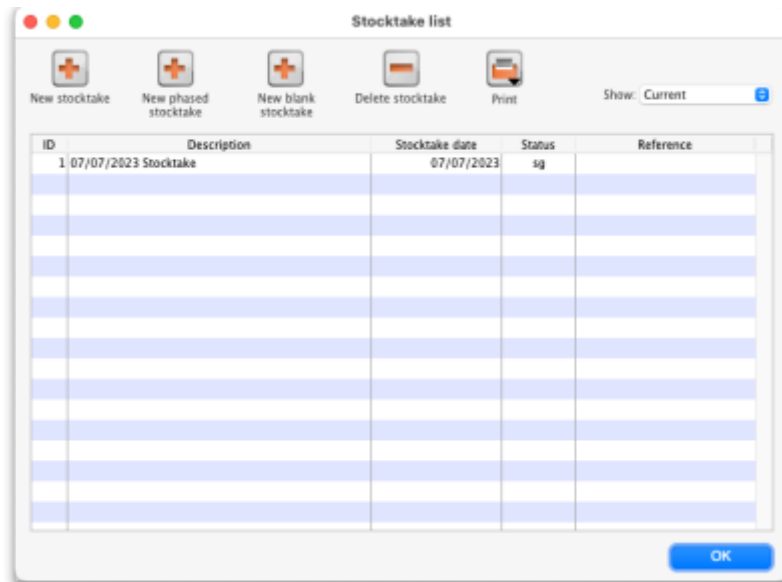 Stocktake list
New stocktake
New phased stocktake
New blank stocktake
Delete stocktake
Print
Show: Current
ID Description Stocktake date Status Reference
1 07/07/2023 Stocktake 07/07/2023 sg
OK